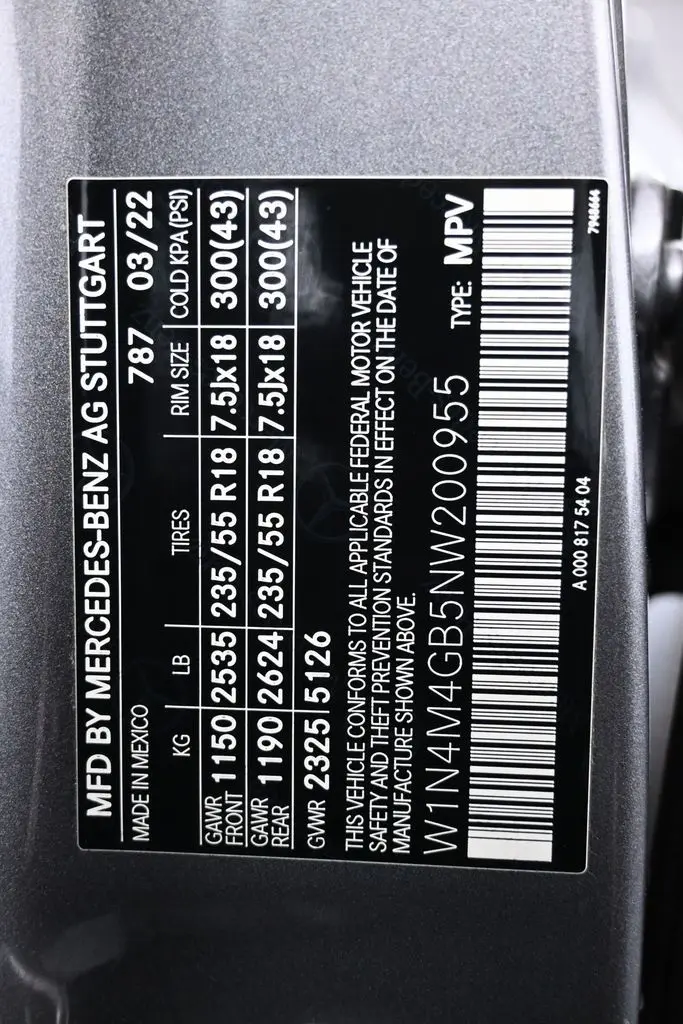 MFD BY MERCEDES-BENZ AG STUTTGART
MADE IN MEXICO 787 03/22
KG LB TIRES RIM SIZE COLD KPA(PSI)
GAWR FRONT 1150 2535 235/55 R18 7.5Jx18 300(43)
GAWR REAR 1190 2624 235/55 R18 7.5Jx18 300(43)
GVWR 2325 5126
THIS VEHICLE CONFORMS TO ALL APPLICABLE FEDERAL MOTOR VEHICLE
SAFETY AND THEFT PREVENTION STANDARDS IN EFFECT ON THE DATE OF
MANUFACTURE SHOWN ABOVE.
W1N4M4GB5NW200955 TYPE: MPV
A 000 817 54 04